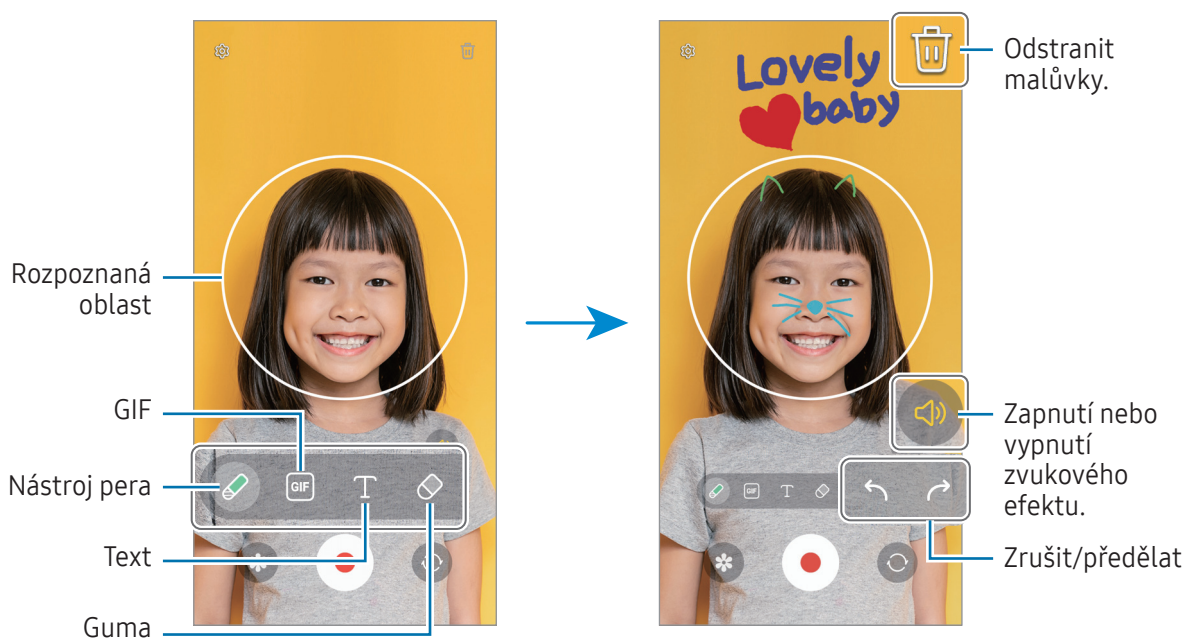 Rozpoznaná
oblast
GIF
Nástroj pera
Text
Guma
GIF
T
Lovely
baby
GIF
T
Odstranit
malůvky.
Zapnutí nebo
vypnutí
zvukového
efektu.
Zrušit/předělat